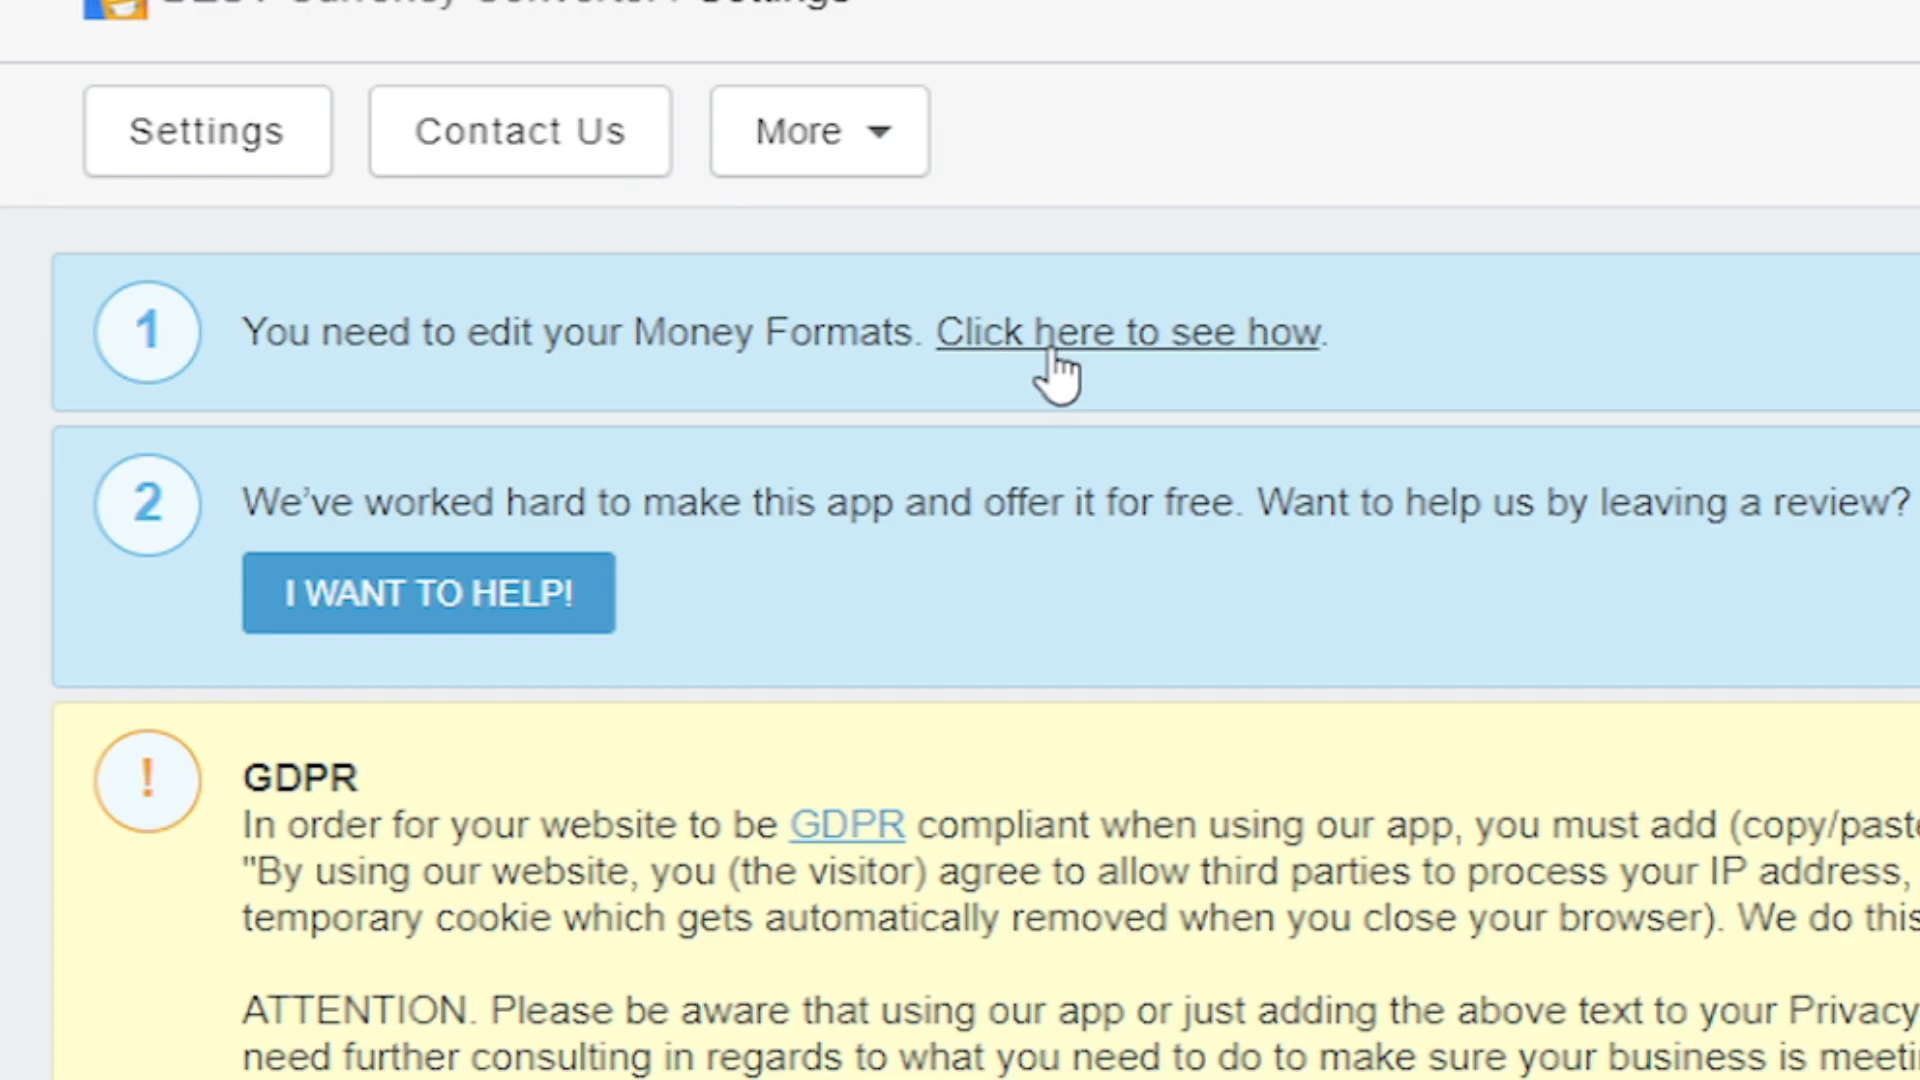 BEST Currency Converter / Settings
Settings
Contact Us
More
1
You need to edit your Money Formats. Click here to see how.
2
We've worked hard to make this app and offer it for free. Want to help us by leaving a review?
I WANT TO HELP!
!
GDPR
In order for your website to be GDPR compliant when using our app, you must add (copy/paste
"By using our website, you (the visitor) agree to allow third parties to process your IP address,
temporary cookie which gets automatically removed when you close your browser). We do this
ATTENTION. Please be aware that using our app or just adding the above text to your Privacy
need further consulting in regards to what you need to do to make sure your business is meeti